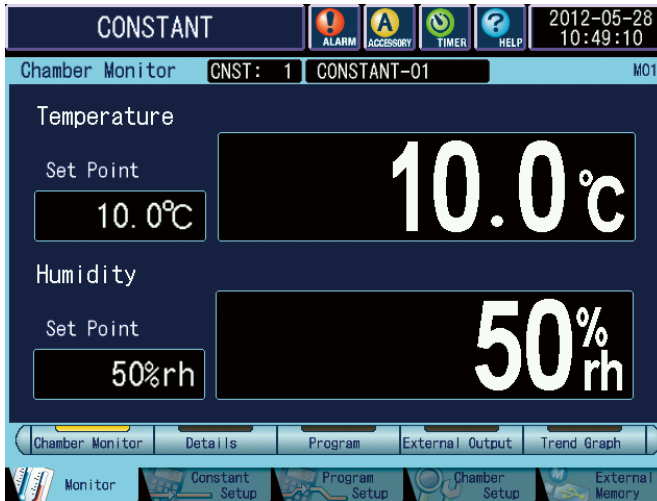 CONSTANT
ALARM
A
ACCESSORY
TIMER
?
HELP
2012-05-28
10:49:10
Chamber Monitor
CNST: 1
CONSTANT-01
M01
Temperature
Set Point
10.0℃
10.0℃
Humidity
Set Point
50%rh
50%rh
Chamber Monitor
Details
Program
External Output
Trend Graph
Monitor
Constant
Setup
Program
Setup
Chamber
Setup
M
External
Memory